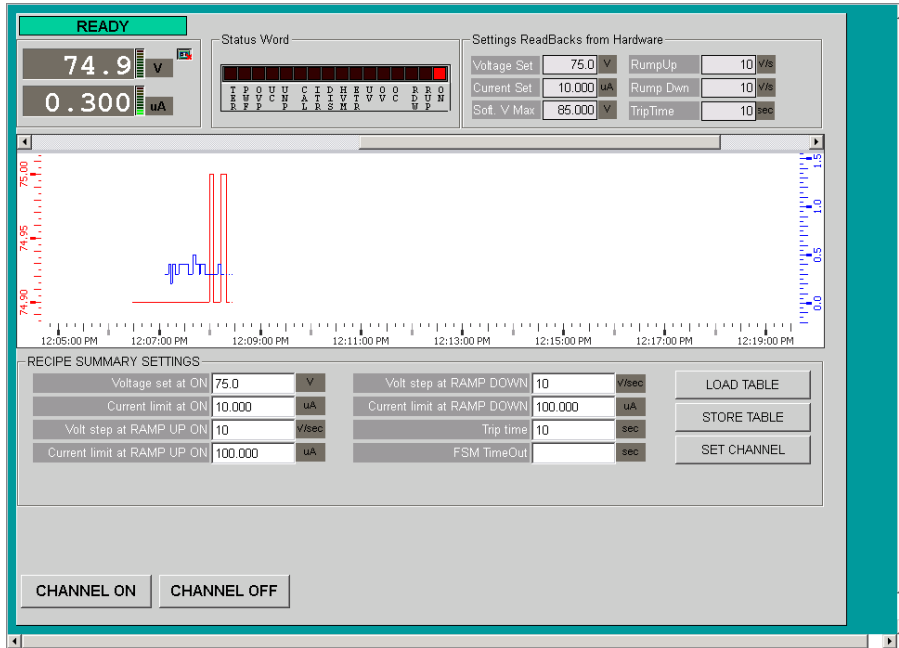 READY
74.9 V
0.300 uA
Status Word
Settings ReadBacks from Hardware
Voltage Set 75.0 V RumpUp 10 V/s
Current Set 10.000 uA Rump Dwn 10 V/s
Soft. V Max 85.000 V TripTime 10 sec
75.00
74.95
74.90
1.5
1.0
0.5
0.0
12:05:00 PM 12:07:00 PM 12:09:00 PM 12:11:00 PM 12:13:00 PM 12:15:00 PM 12:17:00 PM 12:19:00 PM
RECIPE SUMMARY SETTINGS
Voltage set at ON 75.0 V Volt step at RAMP DOWN 10 V/sec LOAD TABLE
Current limit at ON 10.000 uA Current limit at RAMP DOWN 100.000 uA STORE TABLE
Volt step at RAMP UP ON 10 V/sec Trip time 10 sec SET CHANNEL
Current limit at RAMP UP ON 100.000 uA FSM TimeOut sec
CHANNEL ON CHANNEL OFF